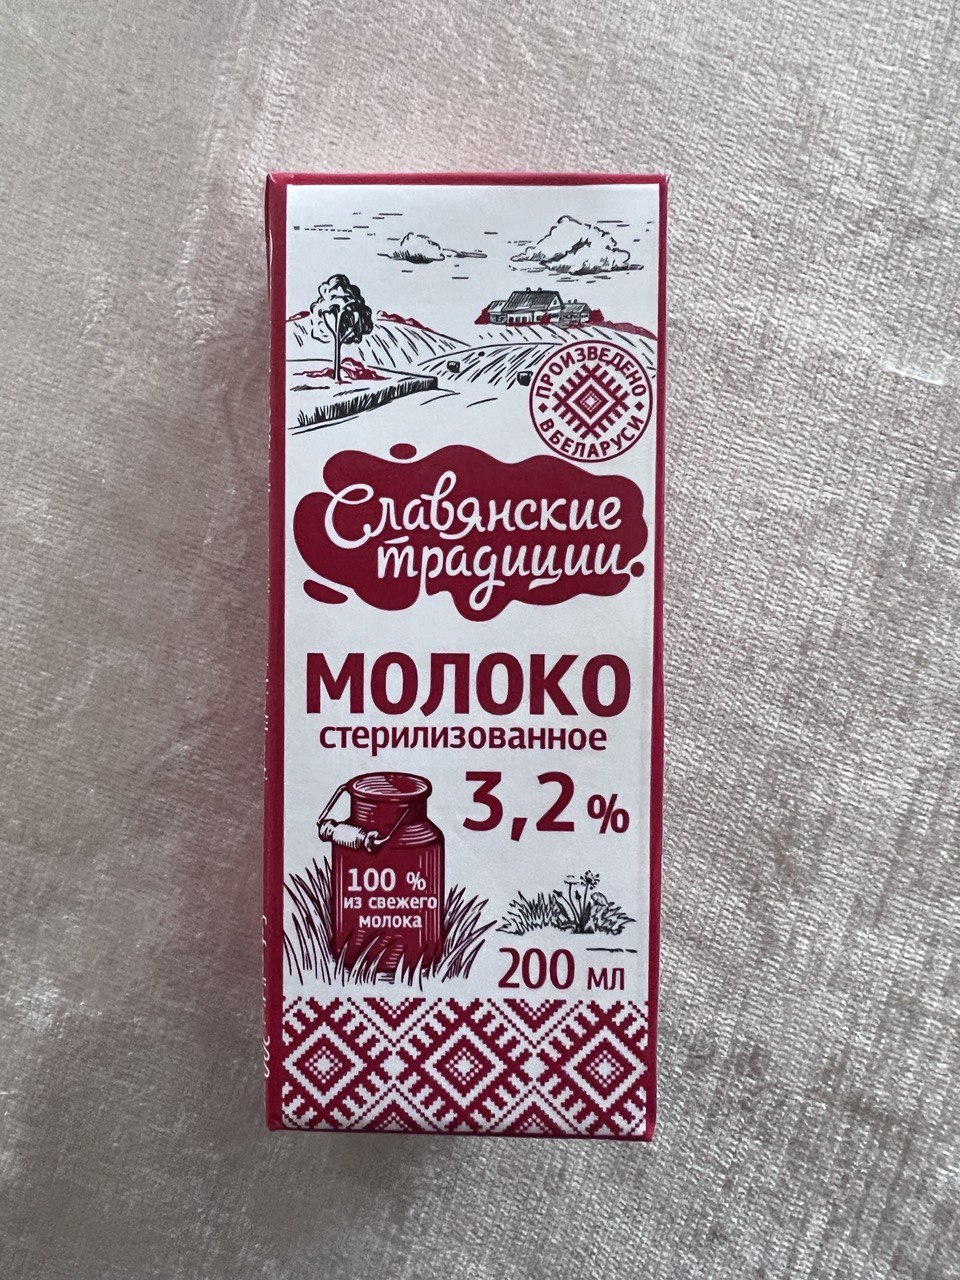 ПРОИЗВЕДЕНО
В БЕЛАРУСИ
Славянские
традиции
МОЛОКО
стерилизованное
3,2%
100 %
из свежего
молока
200 мл